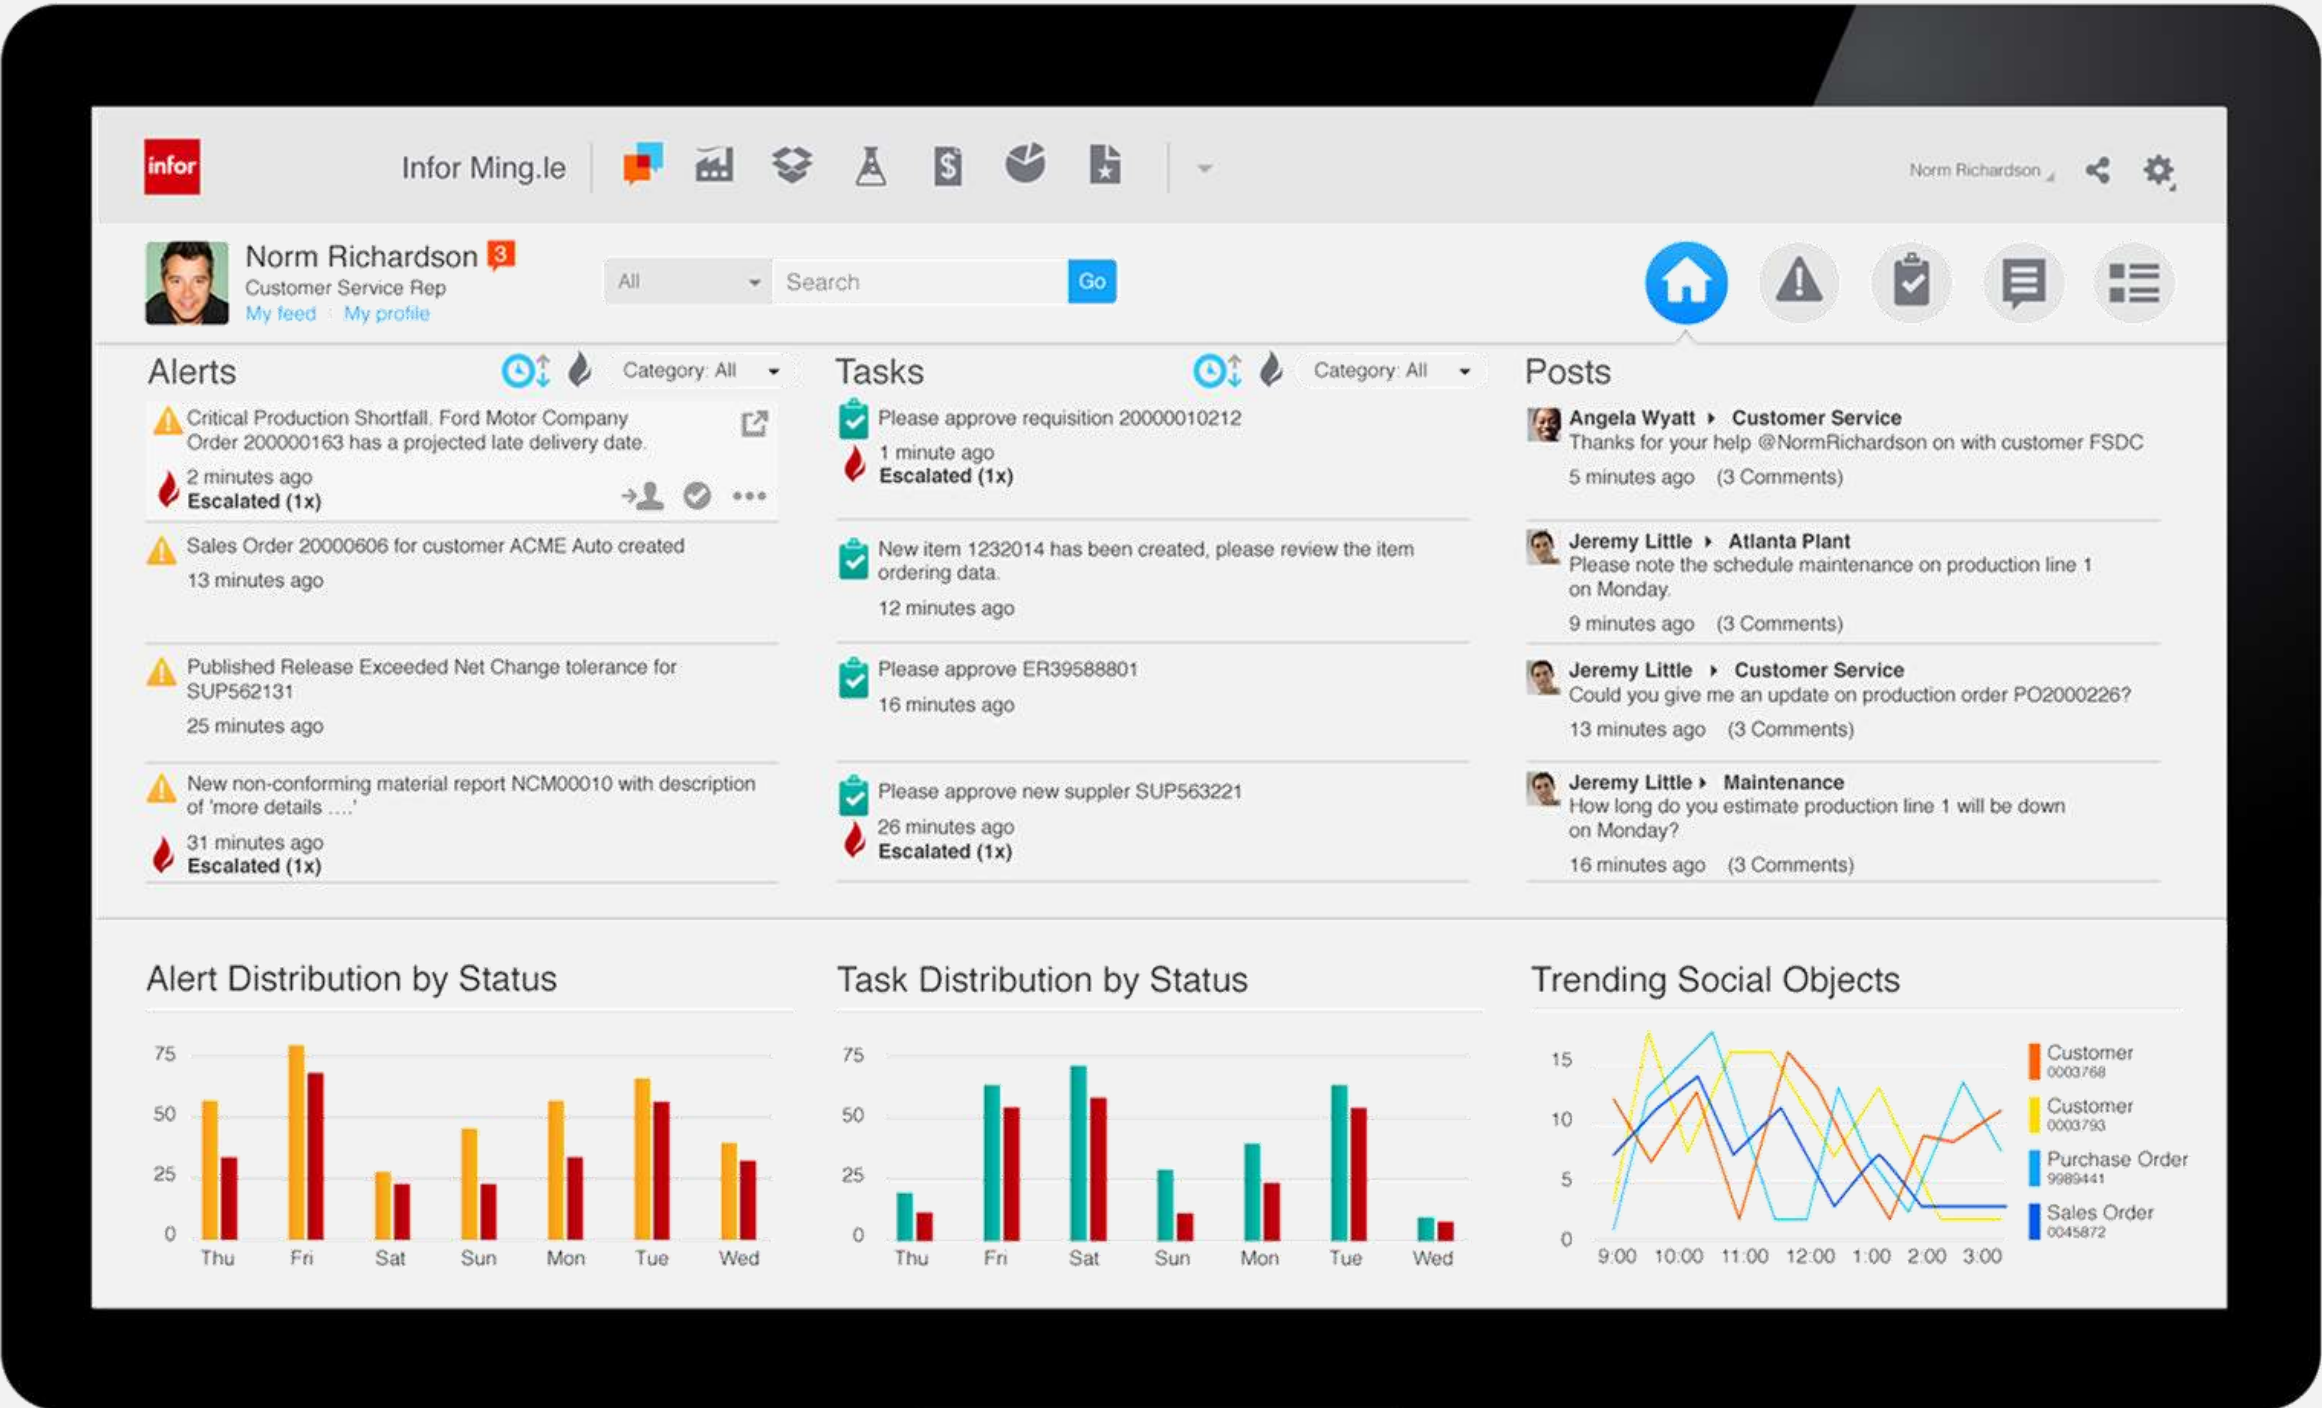 infor
Infor Ming.le
Norm Richardson
Norm Richardson 3
Customer Service Rep
My feed My profile
All
Search
Go
Alerts
Category: All
Critical Production Shortfall. Ford Motor Company
Order 200000163 has a projected late delivery date.
2 minutes ago
Escalated (1x)
Sales Order 20000606 for customer ACME Auto created
13 minutes ago
Published Release Exceeded Net Change tolerance for
SUP562131
25 minutes ago
New non-conforming material report NCM00010 with description
of 'more details ....'
31 minutes ago
Escalated (1x)
Tasks
Category: All
Please approve requisition 20000010212
1 minute ago
Escalated (1x)
New item 1232014 has been created, please review the item
ordering data.
12 minutes ago
Please approve ER39588801
16 minutes ago
Please approve new suppler SUP563221
26 minutes ago
Escalated (1x)
Posts
Angela Wyatt Customer Service
Thanks for your help @NormRichardson on with customer FSDC
5 minutes ago (3 Comments)
Jeremy Little Atlanta Plant
Please note the schedule maintenance on production line 1
on Monday.
9 minutes ago (3 Comments)
Jeremy Little Customer Service
Could you give me an update on production order PO2000226?
13 minutes ago (3 Comments)
Jeremy Little Maintenance
How long do you estimate production line 1 will be down
on Monday?
16 minutes ago (3 Comments)
Alert Distribution by Status
75
50
25
0
Thu Fri Sat Sun Mon Tue Wed
Task Distribution by Status
75
50
25
0
Thu Fri Sat Sun Mon Tue Wed
Trending Social Objects
15
10
5
0
9:00 10:00 11:00 12:00 1:00 2:00 3:00
Customer
0003768
Customer
0003793
Purchase Order
9989441
Sales Order
0045872